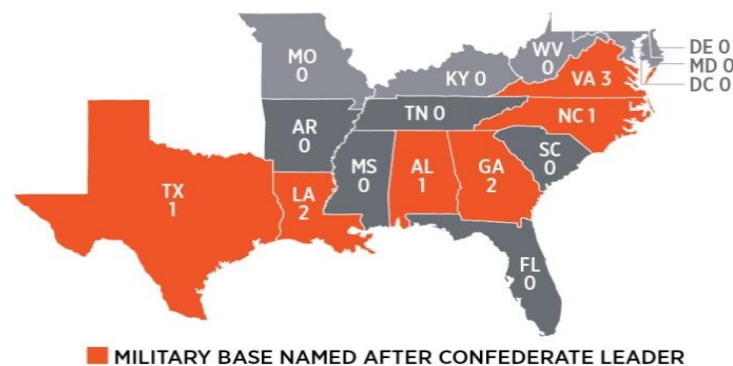 MO
0
WV
0
DE 0
MD 0
DC 0
KY 0
VA 3
TN 0
NC 1
AR
0
SC
0
MS
0
AL
1
GA
2
TX
1
LA
2
FL
0
MILITARY BASE NAMED AFTER CONFEDERATE LEADER